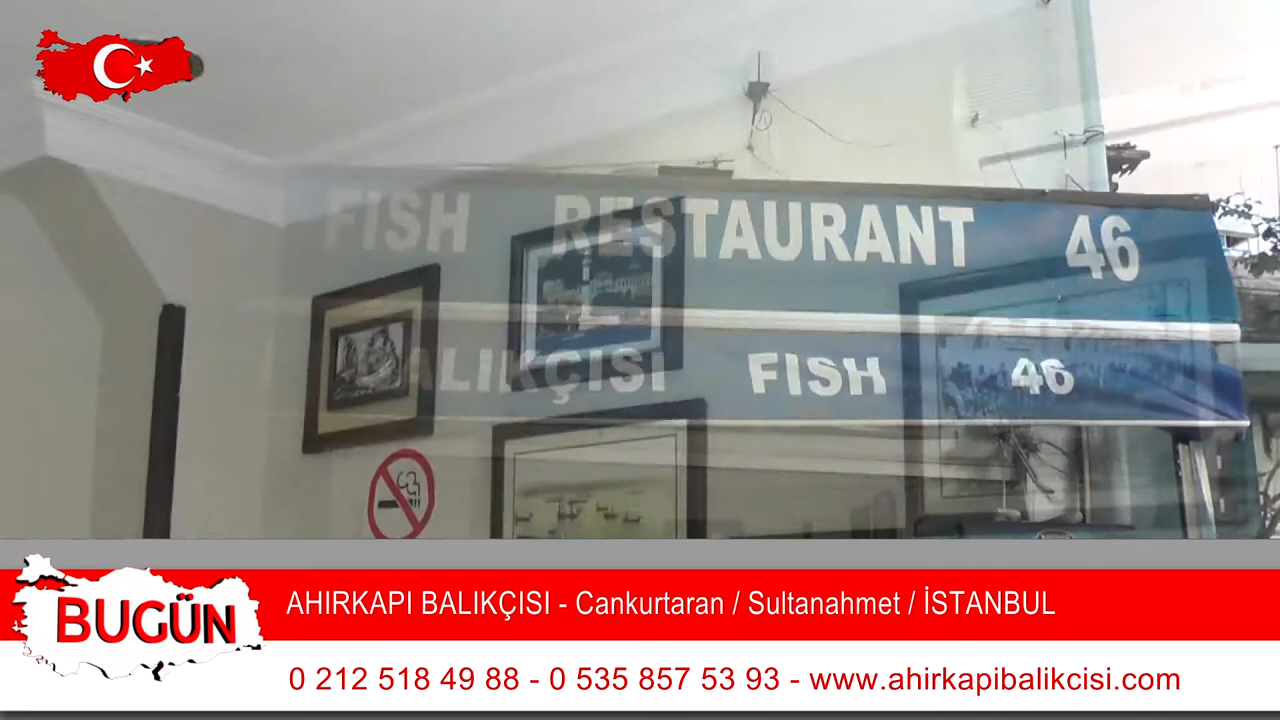 FISH RESTAURANT 46
BALIKÇISI FISH 46
BUGÜN
AHIRKAPI BALIKÇISI - Cankurtaran / Sultanahmet / İSTANBUL
0 212 518 49 88 - 0 535 857 53 93 - www.ahirkapibalikcisi.com